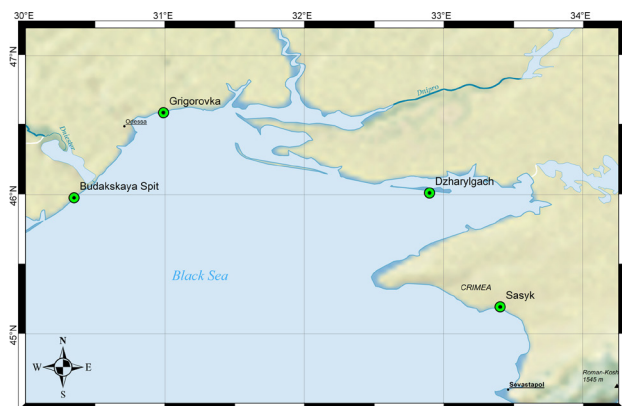 30°E 31°E 32°E 33°E 34°E
47°N
Dnipro
Grigorovka
Odessa
Dniester
Dzharylgach
Budakskaya Spit
46°N
Black Sea
CRIMEA
Sasyk
45°N
N
W E
S
Roman-Kosh
1545 m
Sevastapol